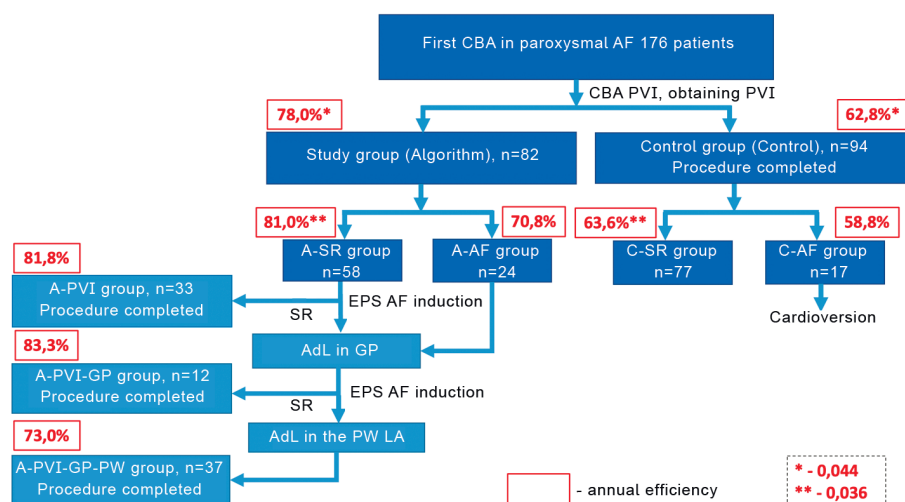 First CBA in paroxysmal AF 176 patients
CBA PVI, obtaining PVI
78,0%*
62,8%*
Study group (Algorithm), n=82
Control group (Control), n=94
Procedure completed
81,0%**
70,8%
63,6%**
58,8%
A-SR group
n=58
A-AF group
n=24
C-SR group
n=77
C-AF group
n=17
81,8%
A-PVI group, n=33
Procedure completed
EPS AF induction
SR
Cardioversion
AdL in GP
83,3%
A-PVI-GP group, n=12
Procedure completed
EPS AF induction
SR
AdL in the PW LA
73,0%
A-PVI-GP-PW group, n=37
Procedure completed
- annual efficiency
* - 0,044
** - 0,036